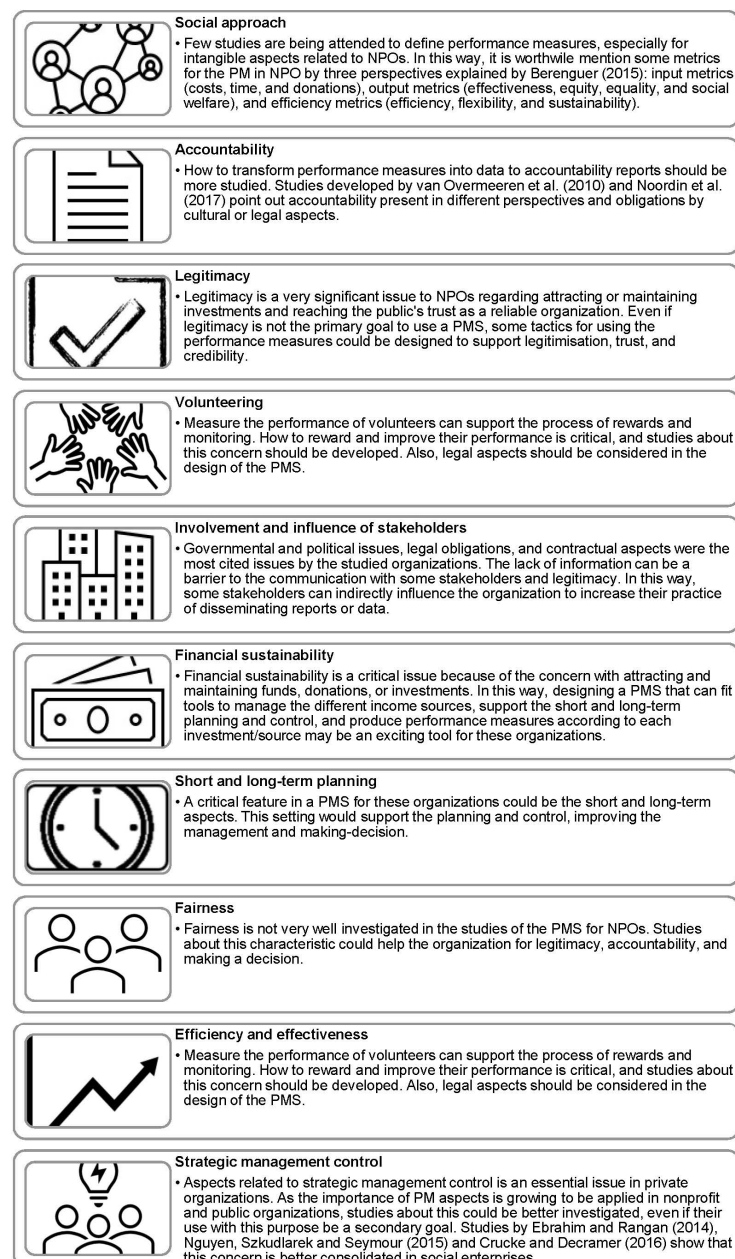 Social approach
• Few studies are being attended to define performance measures, especially for
intangible aspects related to NPOs. In this way, it is worthwile mention some metrics
for the PM in NPO by three perspectives explained by Berenguer (2015): input metrics
(costs, time, and donations), output metrics (effectiveness, equity, equality, and social
welfare), and efficiency metrics (efficiency, flexibility, and sustainability).
Accountability
• How to transform performance measures into data to accountability reports should be
more studied. Studies developed by van Overmeeren et al. (2010) and Noordin et al.
(2017) point out accountability present in different perspectives and obligations by
cultural or legal aspects.
Legitimacy
• Legitimacy is a very significant issue to NPOs regarding attracting or maintaining
investments and reaching the public's trust as a reliable organization. Even if
legitimacy is not the primary goal to use a PMS, some tactics for using the
performance measures could be designed to support legitimisation, trust, and
credibility.
Volunteering
• Measure the performance of volunteers can support the process of rewards and
monitoring. How to reward and improve their performance is critical, and studies about
this concern should be developed. Also, legal aspects should be considered in the
design of the PMS.
Involvement and influence of stakeholders
• Governmental and political issues, legal obligations, and contractual aspects were the
most cited issues by the studied organizations. The lack of information can be a
barrier to the communication with some stakeholders and legitimacy. In this way,
some stakeholders can indirectly influence the organization to increase their practice
of disseminating reports or data.
Financial sustainability
• Financial sustainability is a critical issue because of the concern with attracting and
maintaining funds, donations, or investments. In this way, designing a PMS that can fit
tools to manage the different income sources, support the short and long-term
planning and control, and produce performance measures according to each
investment/source may be an exciting tool for these organizations.
Short and long-term planning
• A critical feature in a PMS for these organizations could be the short and long-term
aspects. This setting would support the planning and control, improving the
management and making-decision.
Fairness
• Fairness is not very well investigated in the studies of the PMS for NPOs. Studies
about this characteristic could help the organization for legitimacy, accountability, and
making a decision.
Efficiency and effectiveness
• Measure the performance of volunteers can support the process of rewards and
monitoring. How to reward and improve their performance is critical, and studies about
this concern should be developed. Also, legal aspects should be considered in the
design of the PMS.
Strategic management control
• Aspects related to strategic management control is an essential issue in private
organizations. As the importance of PM aspects is growing to be applied in nonprofit
and public organizations, studies about this could be better investigated, even if their
use with this purpose be a secondary goal. Studies by Ebrahim and Rangan (2014),
Nguyen, Szkudlarek and Seymour (2015) and Crucke and Decramer (2016) show that
this concern is better consolidated in social enterprises.